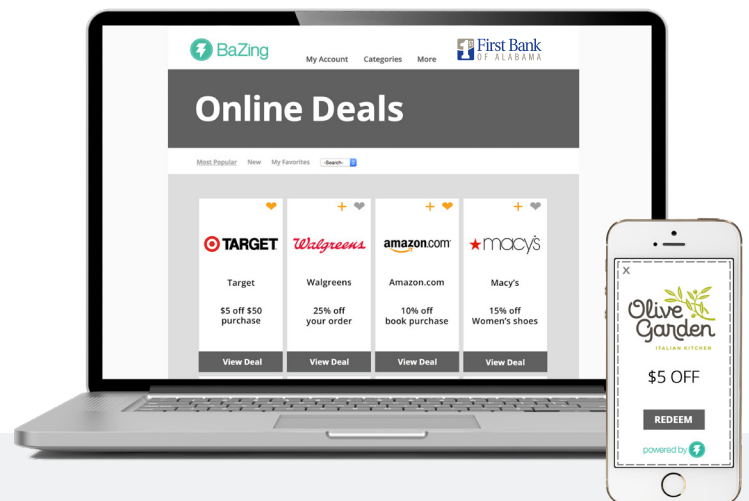 BaZing
My Account Categories More
1st First Bank
OF ALABAMA
Online Deals
Most Popular New My Favorites -Search-
TARGET
Walgreens
amazon.com
macy's
Target
Walgreens
Amazon.com
Macy's
$5 off $50
purchase
25% off
your order
10% off
book purchase
15% off
Women's shoes
View Deal
View Deal
View Deal
View Deal
X
Olive
Garden
ITALIAN KITCHEN
$5 OFF
REDEEM
powered by